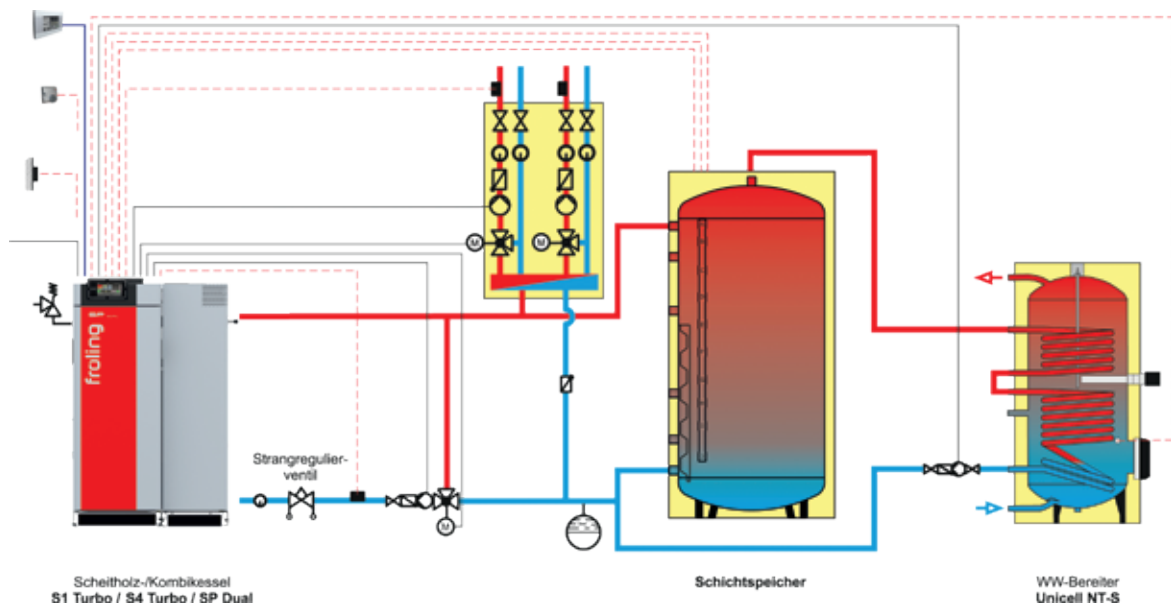 M
M
froling
Strangregulier-
ventil
M
Scheitholz-/Kombikessel
S1 Turbo / S4 Turbo / SP Dual
Schichtspeicher
WW-Bereiter
Unicell NT-S